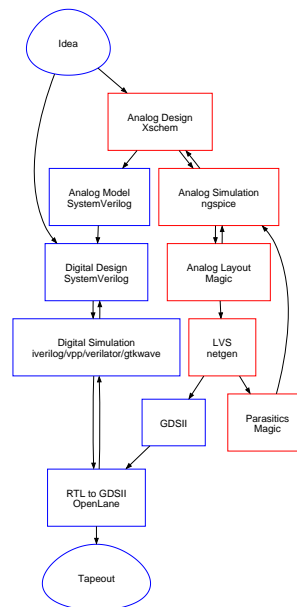 Idea
Analog Design
Xschem
Analog Model
SystemVerilog
Analog Simulation
ngspice
Digital Design
SystemVerilog
Analog Layout
Magic
Digital Simulation
iverilog/vpp/verilator/gtkwave
LVS
netgen
GDSII
Parasitics
Magic
RTL to GDSII
OpenLane
Tapeout